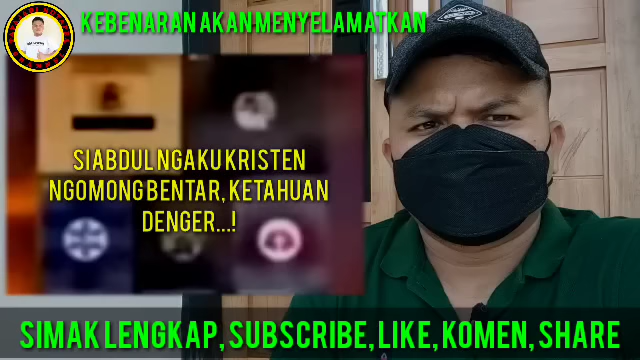 KEBENARAN AKAN MENYELAMATKAN
SI ABDUL NGAKU KRISTEN
NGOMONG BENTAR, KETAHUAN
DENGER...!
SIMAK LENGKAP, SUBSCRIBE, LIKE, KOMEN, SHARE